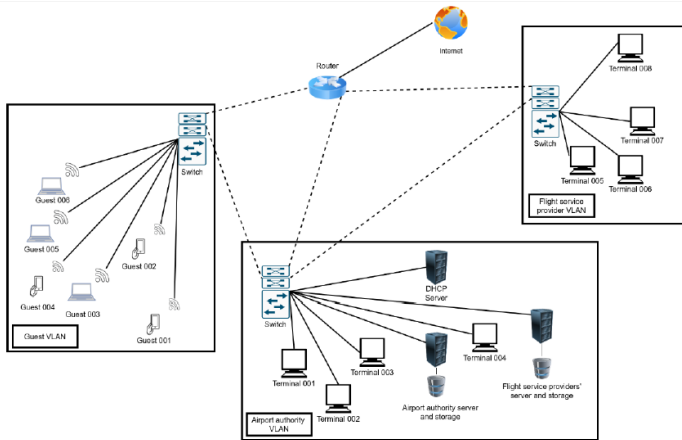 Internet
Router
Terminal 008
Terminal 007
Switch
Terminal 005
Terminal 006
Flight service
provider VLAN
Switch
Guest 006
Guest 005
Guest 002
Guest 004
Guest 003
Guest 001
Guest VLAN
DHCP
Server
Switch
Terminal 003
Terminal 004
Terminal 001
Terminal 002
Flight service providers'
server and storage
Airport authority server
and storage
Airport authority
VLAN